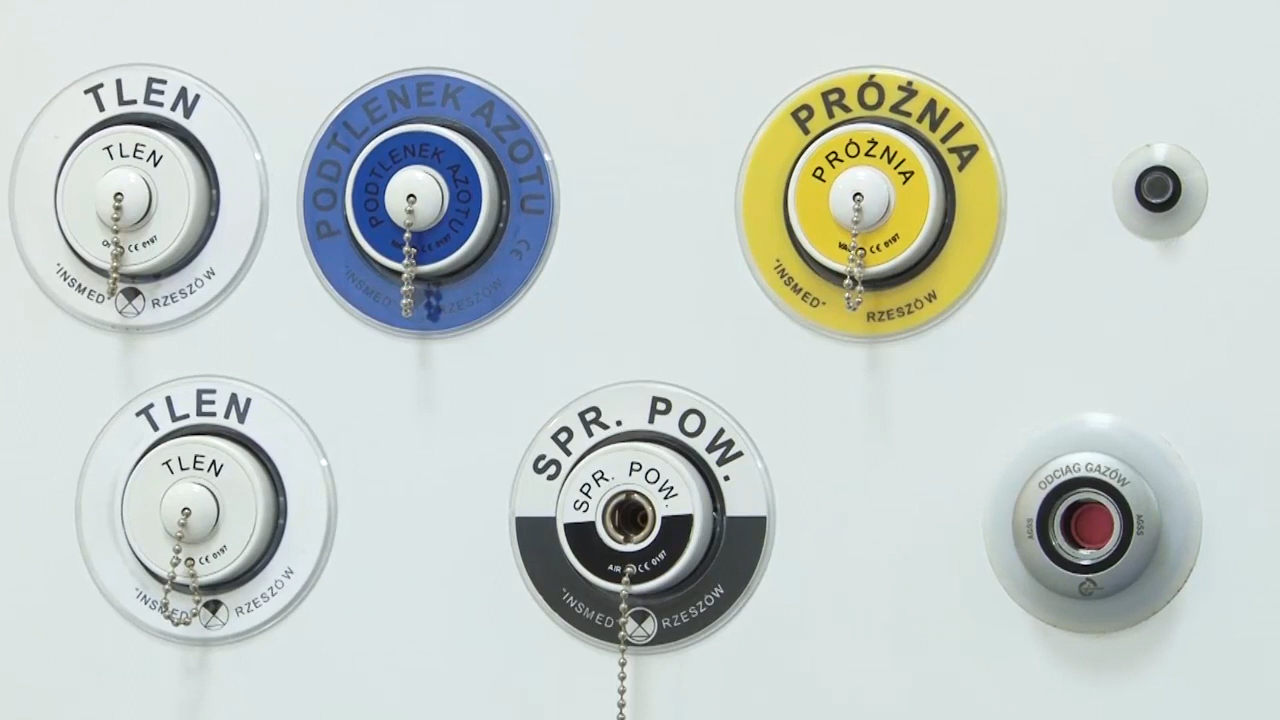 TLEN
TLEN
CE 0197
"INSMED" RZESZÓW
PODTLENEK AZOTU
CE
PODTLENEK AZOTU
CE 0197
"INSMED" RZESZÓW
PRÓŻNIA
PRÓŻNIA
CE 0197
"INSMED" RZESZÓW
TLEN
TLEN
CE 0197
"INSMED" RZESZÓW
SPR. POW.
SPR. POW.
AIR CE 0197
"INSMED" RZESZÓW
ODCIĄG GAZÓW
AGSS
AGSS